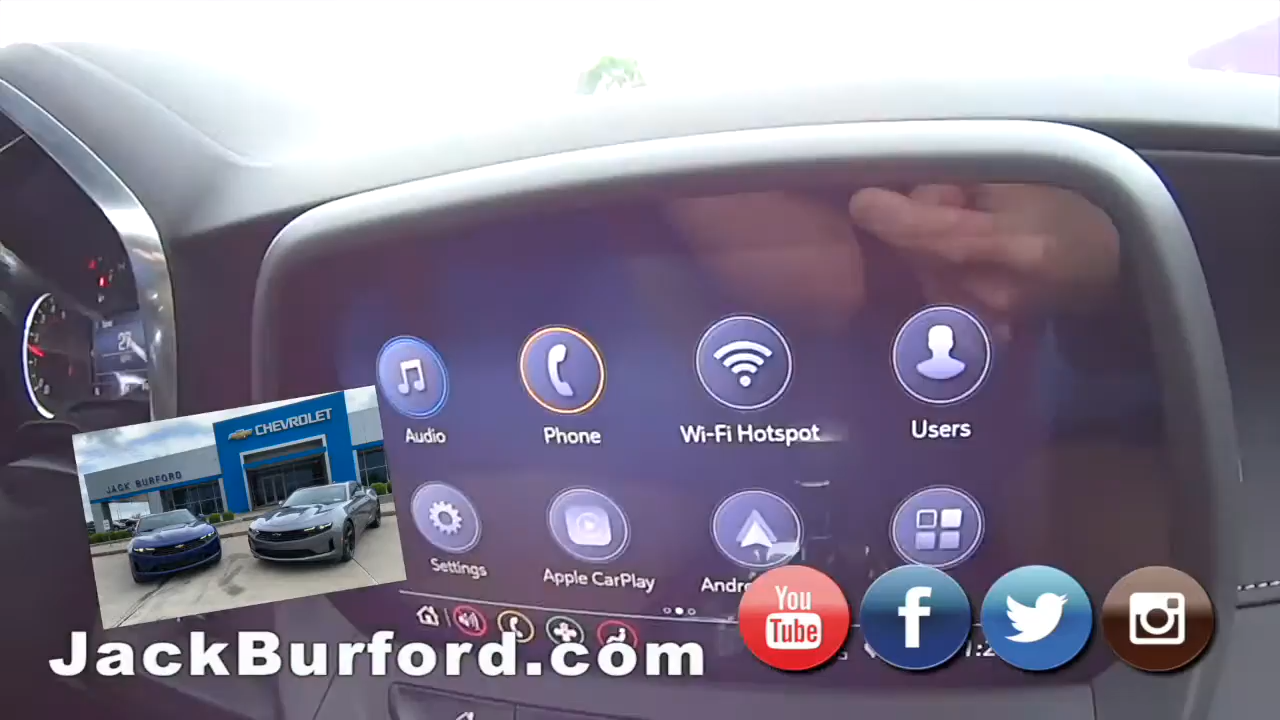 Audio
Phone
Wi-Fi Hotspot
Users
CHEVROLET
JACK BURFORD
Settings
Apple CarPlay
You
Tube
JackBurford.com